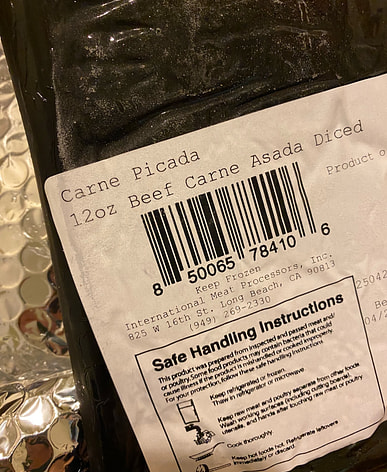 Carne Picada
12oz Beef Carne Asada Diced
Product o
8 50065 78410 6
Keep Frozen
International Meat Processors, Inc.
825 W 16th St. Long Beach, CA 90813
(949) 269-2330
25042
Be
04/2
Safe Handling Instructions
This product was prepared from inspected and passed meat and/
or poultry. Some food products may contain bacteria that could
cause illness if the product is mishandled or cooked improperly.
For your protection, follow these safe handling instructions.
Keep refrigerated or frozen.
Thaw in refrigerator or microwave
Keep raw meat and poultry separate from other foods.
Wash working surfaces (including cutting boards),
utensils, and hands after touching raw meat or poultry
Cook thoroughly
Keep hot foods hot. Refrigerate leftovers
immediately or discard.